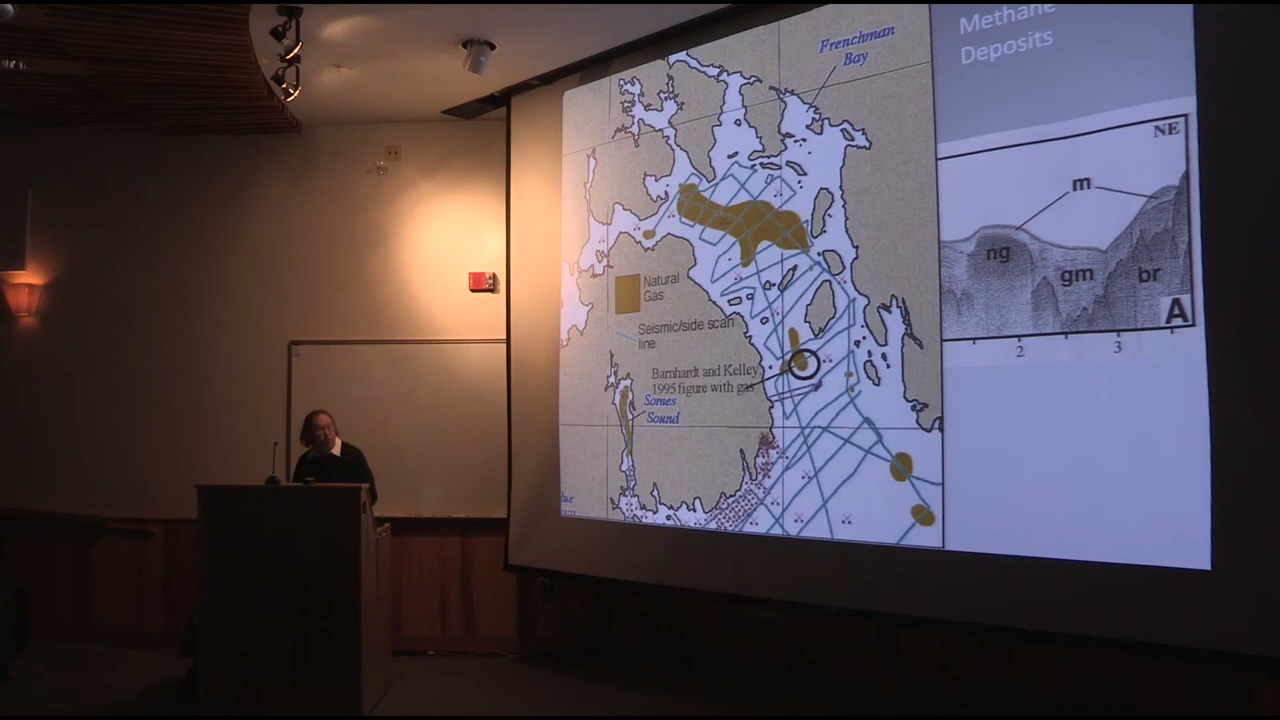 Methane
Deposits
Frenchman
Bay
NE
m
ng
gm
br
A
2
3
Natural
Gas
Seismic/side scan
line
Barnhardt and Kelley
1995 figure with gas
Somes
Sound